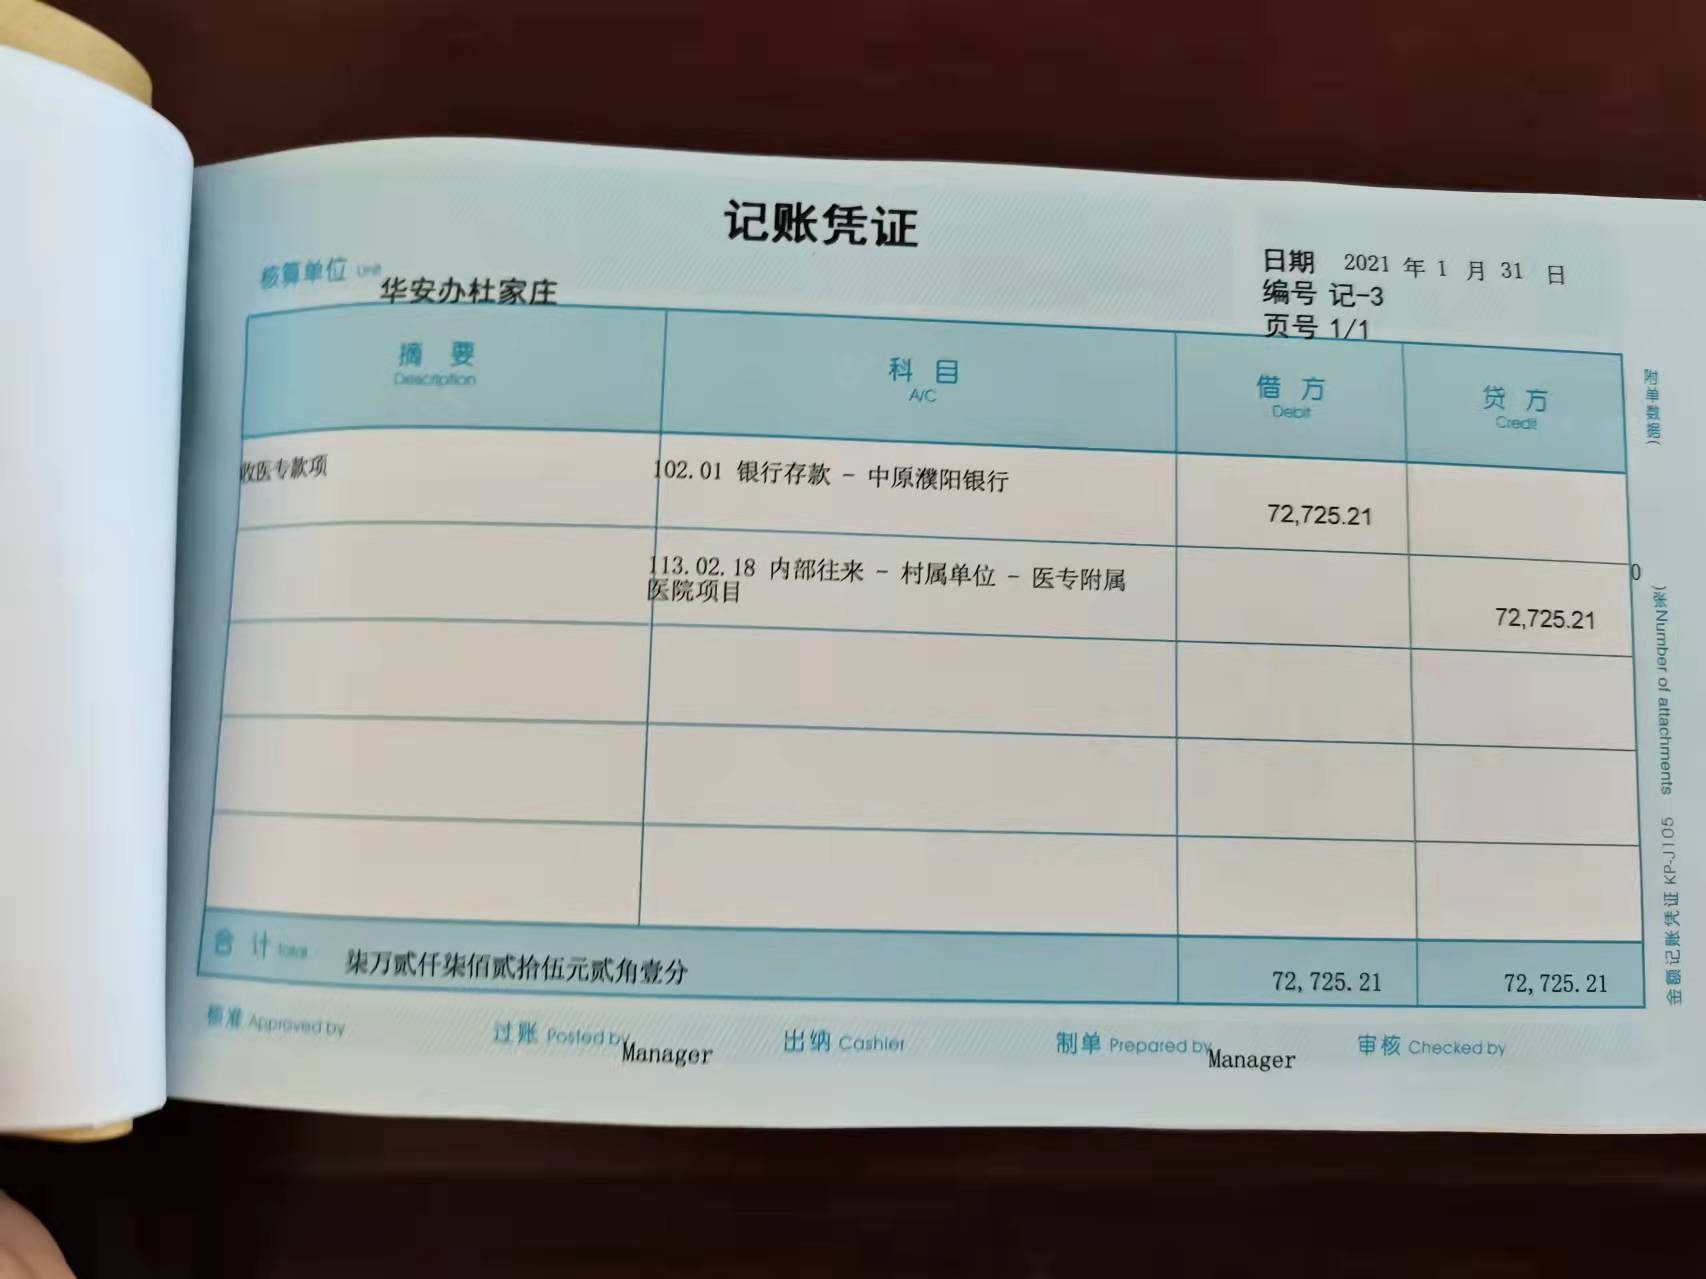 记账凭证
核算单位 Unit 华安办杜家庄
日期 2021 年 1 月 31 日
编号 记-3
页号 1/1
摘 要 科 目 借 方 贷 方
Description A/C Debit Credit
收医专款项 102.01 银行存款 - 中原濮阳银行 72,725.21
113.02.18 内部往来 - 村属单位 - 医专附属
医院项目 72,725.21
合 计 Total 柒万贰仟柒佰贰拾伍元贰角壹分 72,725.21 72,725.21
核准 Approved by 过账 Posted by Manager 出纳 Cashier 制单 Prepared by Manager 审核 Checked by
附单数据( 0 )张 Number of attachments 金额记账凭证 KP-J105